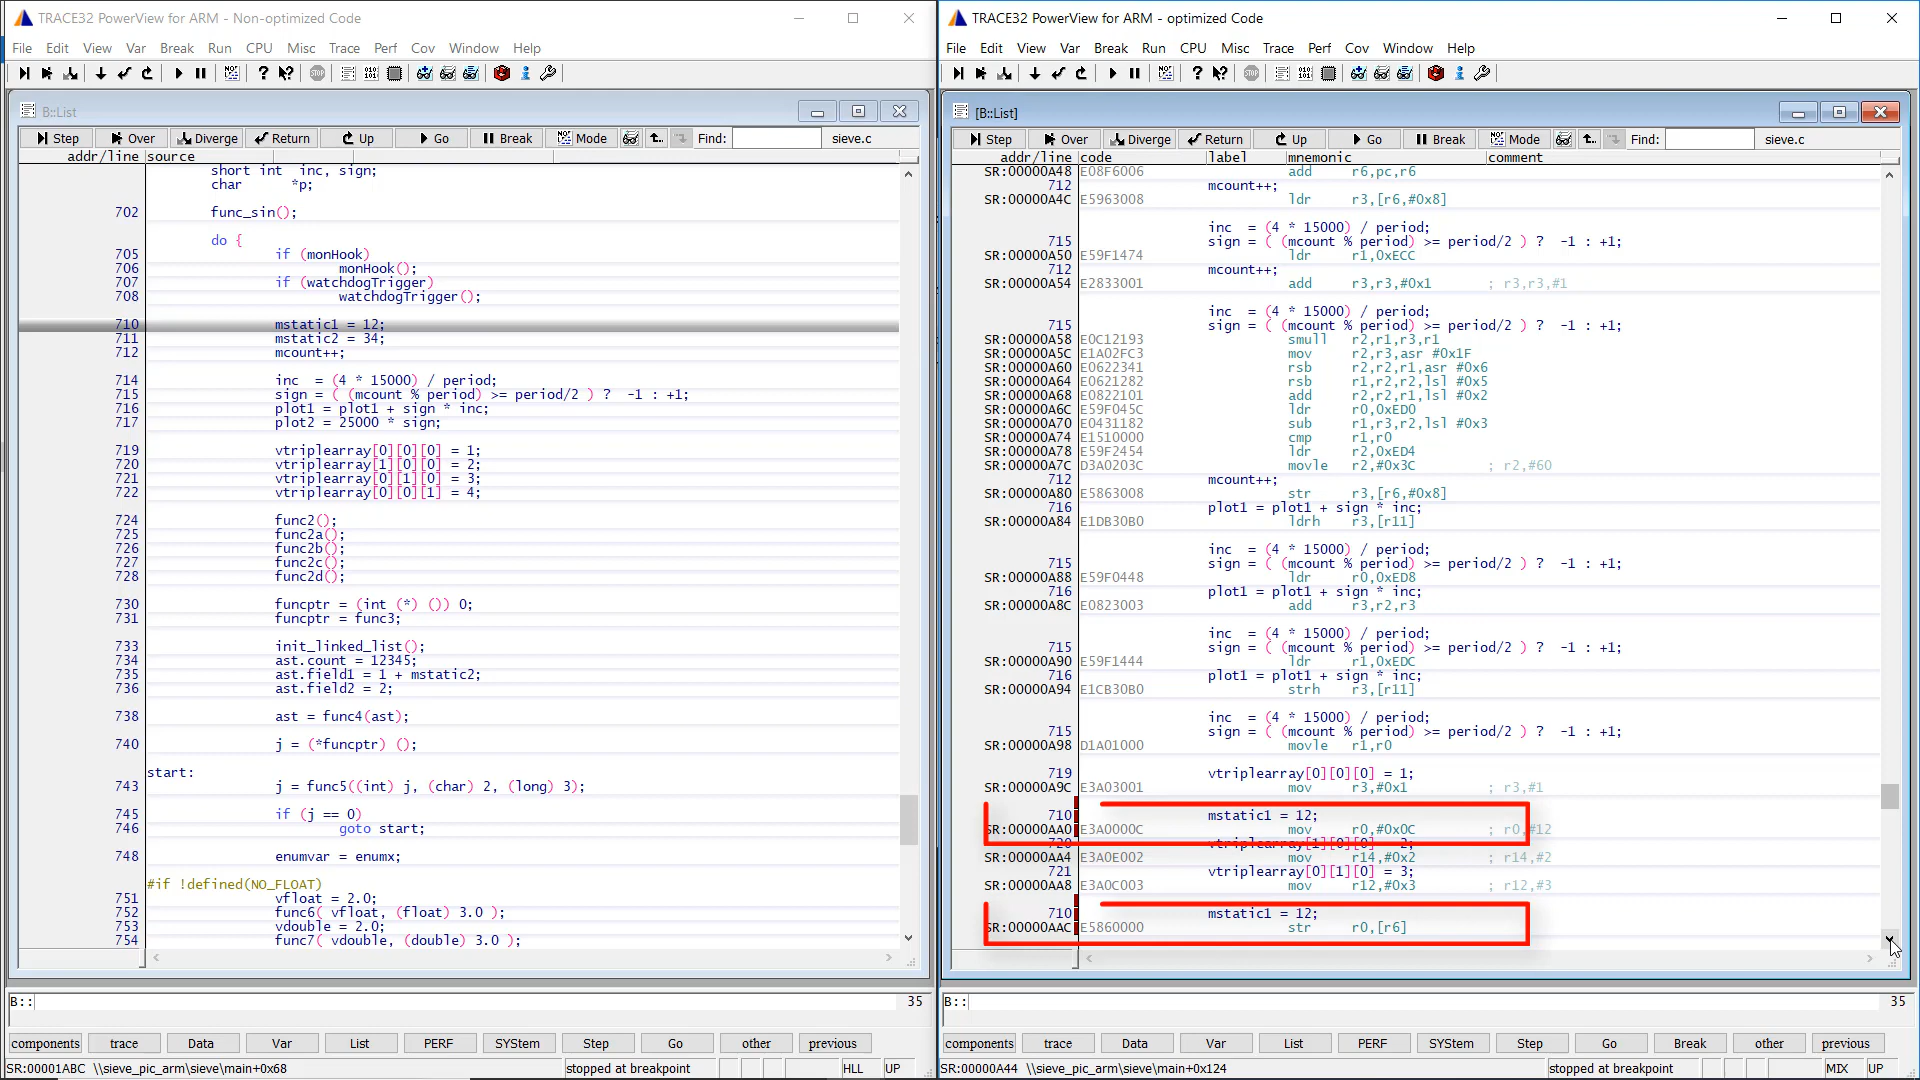 TRACE32 PowerView for ARM - Non-optimized Code
File Edit View Var Break Run CPU Misc Trace Perf Cov Window Help
B::List
Step Over Diverge Return Up Go Break Mode Find: sieve.c
addr/line source
short int  inc, sign;
char      *p;
702 func_sin();
do {
705 if (monHook)
706 monHook();
707 if (watchdogTrigger)
708 watchdogTrigger();
710 mstatic1 = 12;
711 mstatic2 = 34;
712 mcount++;
714 inc  = (4 * 15000) / period;
715 sign = ( (mcount % period) >= period/2 ) ?  -1 : +1;
716 plot1 = plot1 + sign * inc;
717 plot2 = 25000 * sign;
719 vtriplearray[0][0][0] = 1;
720 vtriplearray[1][0][0] = 2;
721 vtriplearray[0][1][0] = 3;
722 vtriplearray[0][0][1] = 4;
724 func2();
725 func2a();
726 func2b();
727 func2c();
728 func2d();
730 funcptr = (int (*) ()) 0;
731 funcptr = func3;
733 init_linked_list();
734 ast.count = 12345;
735 ast.field1 = 1 + mstatic2;
736 ast.field2 = 2;
738 ast = func4(ast);
740 j = (*funcptr) ();
start:
743 j = func5((int) j, (char) 2, (long) 3);
745 if (j == 0)
746 goto start;
748 enumvar = enumx;
#if !defined(NO_FLOAT)
751 vfloat = 2.0;
752 func6( vfloat, (float) 3.0 );
753 vdouble = 2.0;
754 func7( vdouble, (double) 3.0 );
B:: 35
components trace Data Var List PERF SYStem Step Go other previous
SR:00001ABC \\sieve_pic_arm\sieve\main+0x68 stopped at breakpoint HLL UP
TRACE32 PowerView for ARM - optimized Code
File Edit View Var Break Run CPU Misc Trace Perf Cov Window Help
[B::List]
Step Over Diverge Return Up Go Break Mode Find: sieve.c
addr/line code label mnemonic comment
SR:00000A48 E08F6006 add r6,pc,r6
712 mcount++;
SR:00000A4C E5963008 ldr r3,[r6,#0x8]
inc  = (4 * 15000) / period;
715 sign = ( (mcount % period) >= period/2 ) ?  -1 : +1;
SR:00000A50 E59F1474 ldr r1,0xECC
712 mcount++;
SR:00000A54 E2833001 add r3,r3,#0x1 ; r3,r3,#1
inc  = (4 * 15000) / period;
715 sign = ( (mcount % period) >= period/2 ) ?  -1 : +1;
SR:00000A58 E0C12193 smull r2,r1,r3,r1
SR:00000A5C E1A02FC3 mov r2,r3,asr #0x1F
SR:00000A60 E0622341 rsb r2,r2,r1,asr #0x6
SR:00000A64 E0621282 rsb r1,r2,r2,lsl #0x5
SR:00000A68 E0822101 add r2,r2,r1,lsl #0x2
SR:00000A6C E59F045C ldr r0,0xED0
SR:00000A70 E0431182 sub r1,r3,r2,lsl #0x3
SR:00000A74 E1510000 cmp r1,r0
SR:00000A78 E59F2454 ldr r2,0xED4
SR:00000A7C D3A0203C movle r2,#0x3C ; r2,#60
712 mcount++;
SR:00000A80 E5863008 str r3,[r6,#0x8]
716 plot1 = plot1 + sign * inc;
SR:00000A84 E1DB30B0 ldrh r3,[r11]
inc  = (4 * 15000) / period;
715 sign = ( (mcount % period) >= period/2 ) ?  -1 : +1;
SR:00000A88 E59F0448 ldr r0,0xED8
716 plot1 = plot1 + sign * inc;
SR:00000A8C E0823003 add r3,r2,r3
inc  = (4 * 15000) / period;
715 sign = ( (mcount % period) >= period/2 ) ?  -1 : +1;
SR:00000A90 E59F1444 ldr r1,0xEDC
716 plot1 = plot1 + sign * inc;
SR:00000A94 E1CB30B0 strh r3,[r11]
inc  = (4 * 15000) / period;
715 sign = ( (mcount % period) >= period/2 ) ?  -1 : +1;
SR:00000A98 D1A01000 movle r1,r0
719 vtriplearray[0][0][0] = 1;
SR:00000A9C E3A03001 mov r3,#0x1 ; r3,#1
710 mstatic1 = 12;
SR:00000AA0 E3A0000C mov r0,#0x0C ; r0,#12
720 vtriplearray[1][0][0] = 2;
SR:00000AA4 E3A0E002 mov r14,#0x2 ; r14,#2
721 vtriplearray[0][1][0] = 3;
SR:00000AA8 E3A0C003 mov r12,#0x3 ; r12,#3
710 mstatic1 = 12;
SR:00000AAC E5860000 str r0,[r6]
B:: 35
components trace Data Var List PERF SYStem Step Go Break other previous
SR:00000A44 \\sieve_pic_arm\sieve\main+0x124 stopped at breakpoint MIX UP